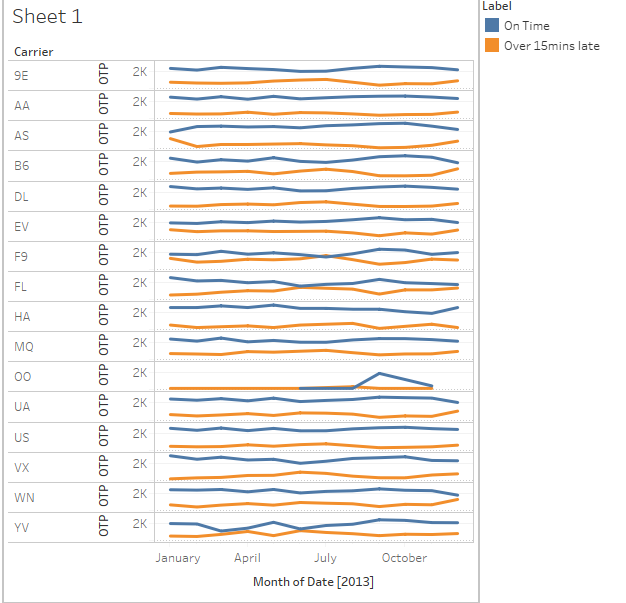 Sheet 1
Label
On Time
Over 15mins late
Carrier
9E OTP 2K
AA OTP 2K
AS OTP 2K
B6 OTP 2K
DL OTP 2K
EV OTP 2K
F9 OTP 2K
FL OTP 2K
HA OTP 2K
MQ OTP 2K
OO OTP 2K
UA OTP 2K
US OTP 2K
VX OTP 2K
WN OTP 2K
YV OTP 2K
January April July October
Month of Date [2013]